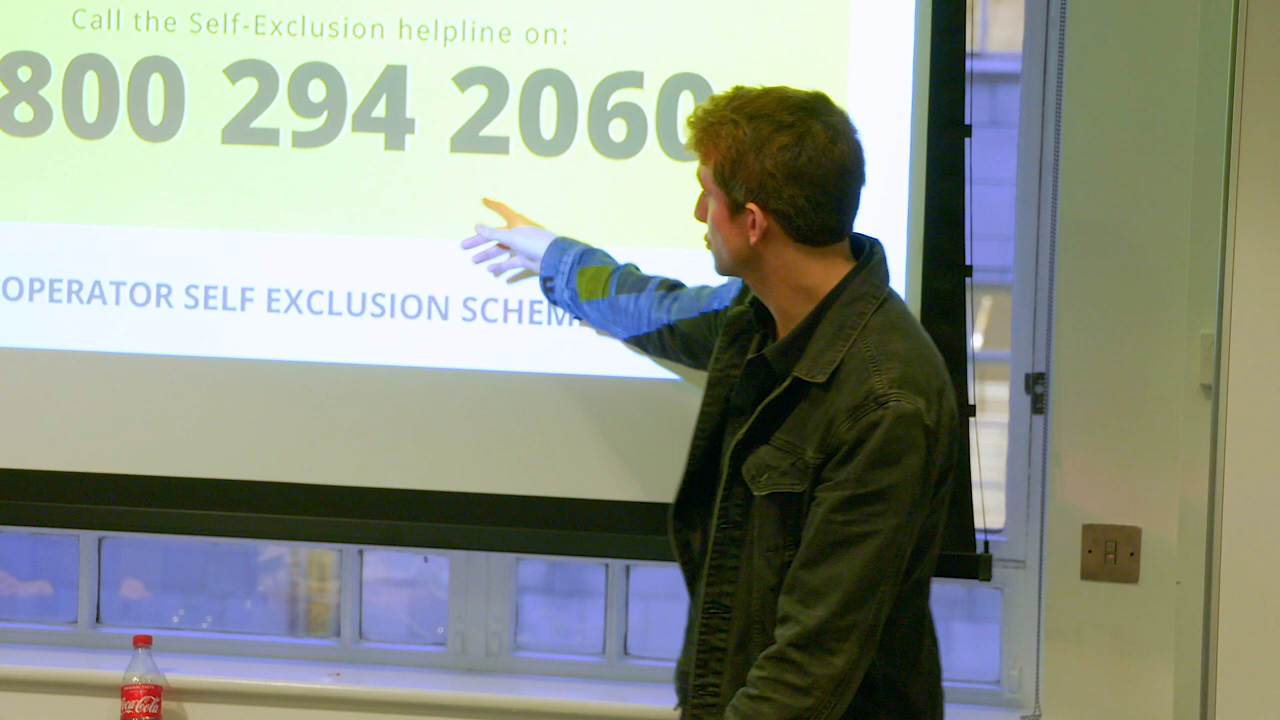 Call the Self-Exclusion helpline on:
800 294 2060
OPERATOR SELF EXCLUSION SCHEM
Coca-Cola